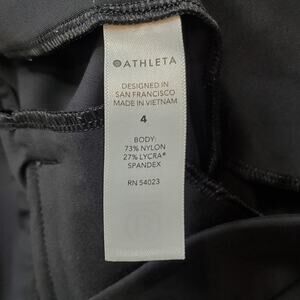 ATHLETA
DESIGNED IN
SAN FRANCISCO
MADE IN VIETNAM
4
BODY:
73% NYLON
27% LYCRA®
SPANDEX
RN 54023